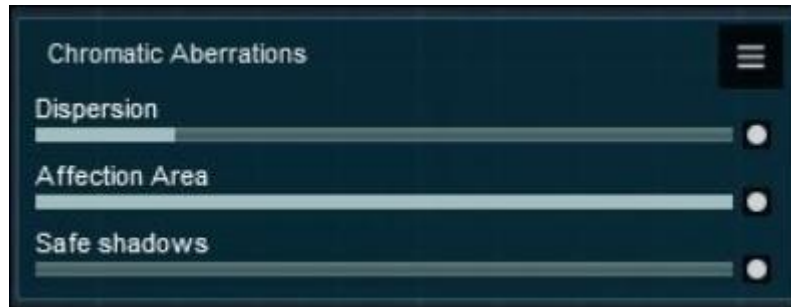 Chromatic Aberrations
Dispersion
Affection Area
Safe shadows